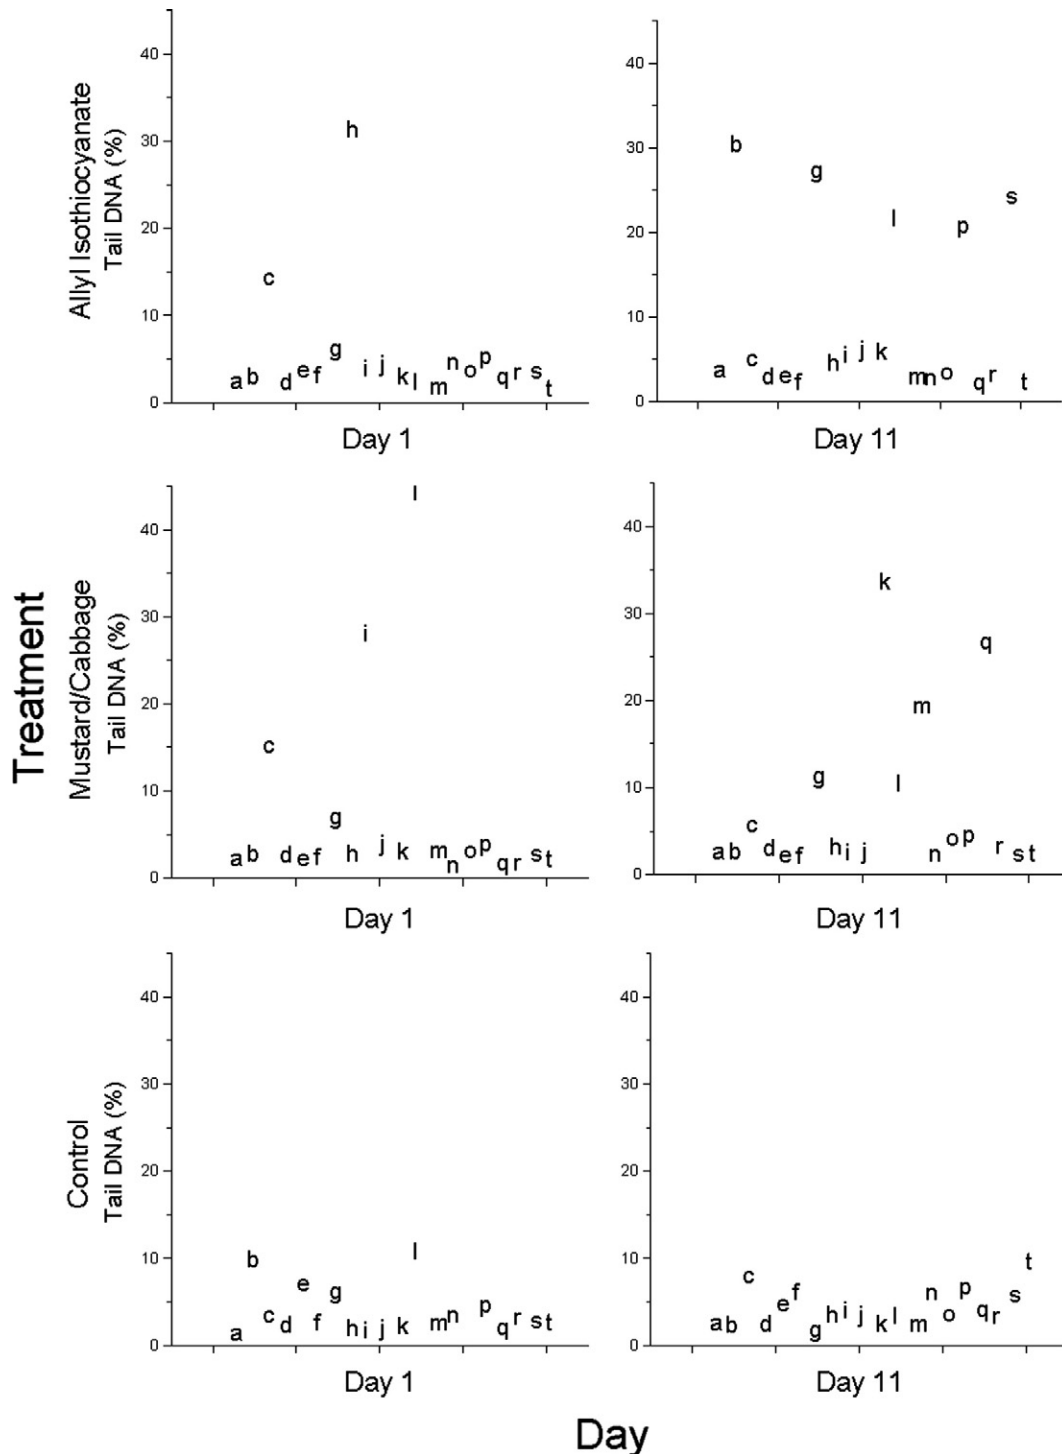 Treatment
Allyl Isothiocyanate
Tail DNA (%)
40
30
20
10
0
a b c d e f g h i j k l m n o p q r s t
Day 1
40
30
20
10
0
a b c d e f g h i j k l m n o p q r s t
Day 11
Mustard/Cabbage
Tail DNA (%)
40
30
20
10
0
a b c d e f g h i j k l m n o p q r s t
Day 1
40
30
20
10
0
a b c d e f g h i j k l m n o p q r s t
Day 11
Control
Tail DNA (%)
40
30
20
10
0
a b c d e f g h i j k l m n o p q r s t
Day 1
40
30
20
10
0
a b c d e f g h i j k l m n o p q r s t
Day 11
Day